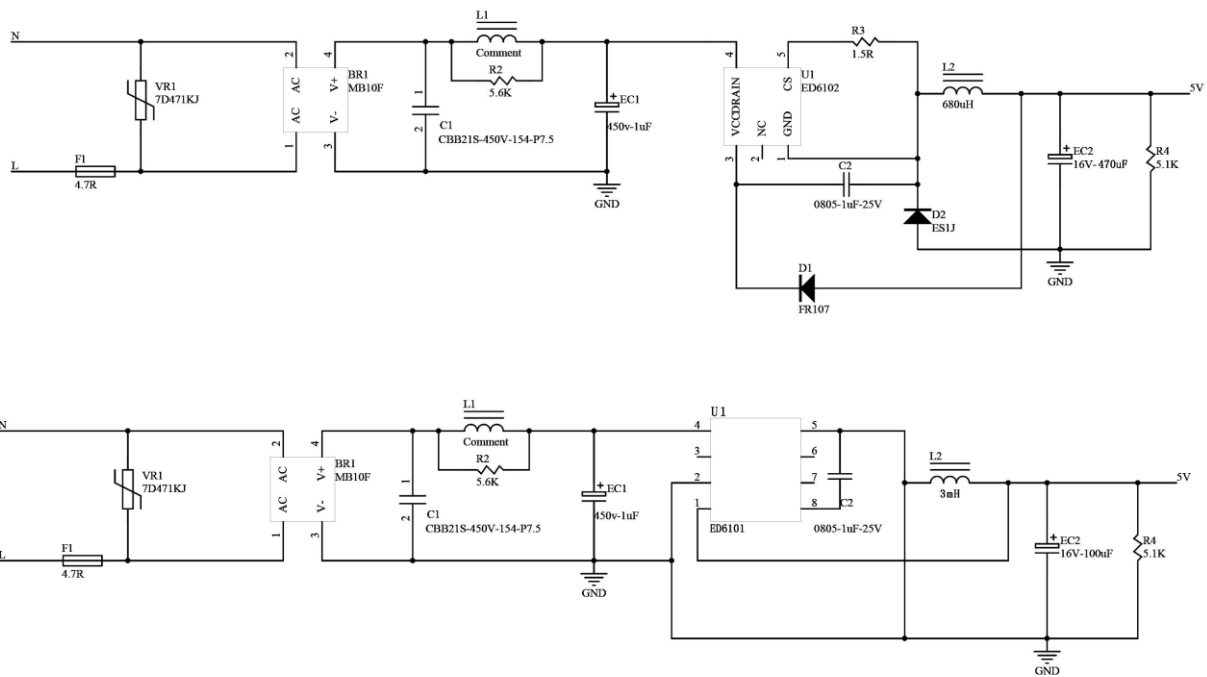 N
VR1
7D471KJ
L
F1
4.7R
2
1
AC
AC
V+
V-
4
3
BR1
MB10F
L1
Comment
R2
5.6K
1
2
C1
CBB21S-450V-154-P7.5
EC1
450v-1uF
GND
4
5
U1
ED6102
VCCDRAIN
NC
GND
CS
3
2
1
R3
1.5R
C2
0805-1uF-25V
L2
680uH
D2
ES1J
D1
FR107
EC2
16V-470uF
R4
5.1K
5V
GND
N
VR1
7D471KJ
L
F1
4.7R
2
1
AC
AC
V+
V-
4
3
BR1
MB10F
L1
Comment
R2
5.6K
1
2
C1
CBB21S-450V-154-P7.5
EC1
450v-1uF
GND
U1
4
3
2
1
5
6
7
8
ED6101
C2
0805-1uF-25V
L2
3mH
EC2
16V-100uF
R4
5.1K
5V
GND